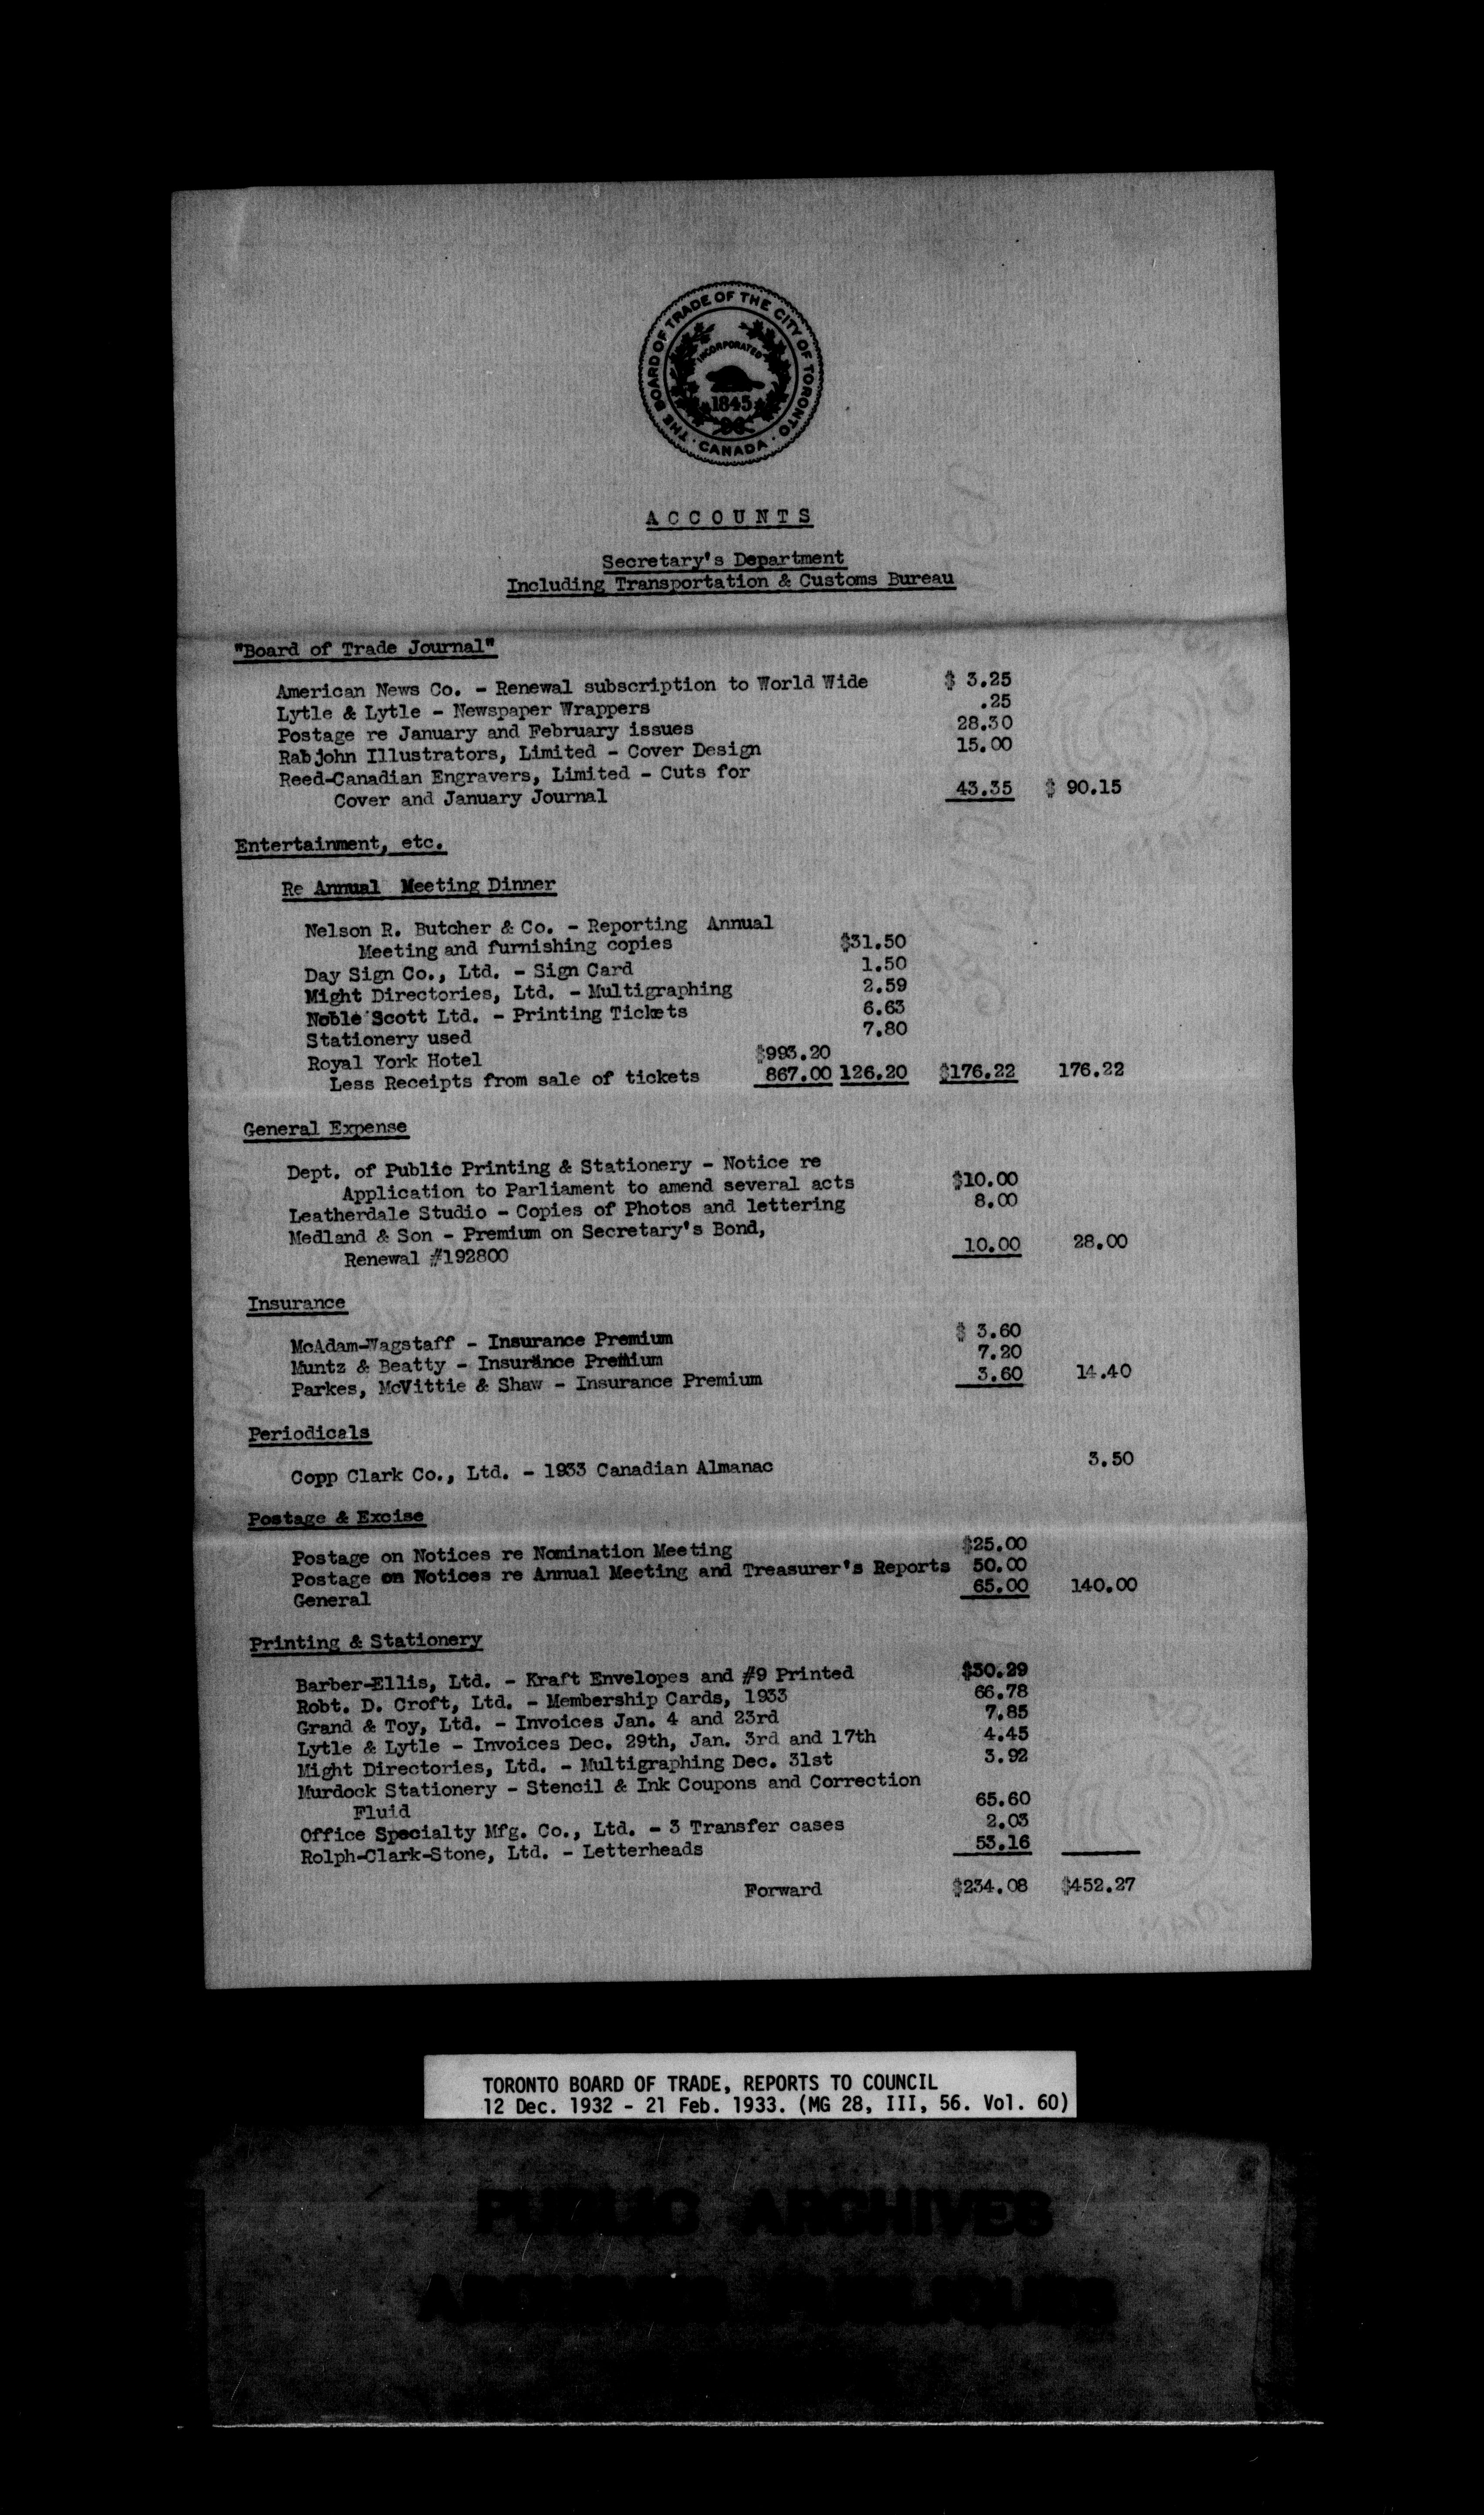 THE BOARD OF TRADE OF THE CITY OF TORONTO
INCORPORATED
1845
CANADA
ACCOUNTS
Secretary's Department
Including Transportation & Customs Bureau
"Board of Trade Journal"
American News Co. - Renewal subscription to World Wide $ 3.25
Lytle & Lytle - Newspaper Wrappers .25
Postage re January and February issues 28.30
Rabjohn Illustrators, Limited - Cover Design 15.00
Reed-Canadian Engravers, Limited - Cuts for
Cover and January Journal 43.35 $ 90.15
Entertainment, etc.
Re Annual Meeting Dinner
Nelson R. Butcher & Co. - Reporting Annual
Meeting and furnishing copies $31.50
Day Sign Co., Ltd. - Sign Card 1.50
Might Directories, Ltd. - Multigraphing 2.59
Noble Scott Ltd. - Printing Tickets 6.63
Stationery used 7.80
Royal York Hotel $993.20
Less Receipts from sale of tickets 867.00 126.20 $176.22 176.22
General Expense
Dept. of Public Printing & Stationery - Notice re
Application to Parliament to amend several acts $10.00
Leatherdale Studio - Copies of Photos and lettering 8.00
Medland & Son - Premium on Secretary's Bond,
Renewal #192800 10.00 28.00
Insurance
McAdam-Wagstaff - Insurance Premium $ 3.60
Muntz & Beatty - Insurance Premium 7.20
Parkes, McVittie & Shaw - Insurance Premium 3.60 14.40
Periodicals
Copp Clark Co., Ltd. - 1933 Canadian Almanac 3.50
Postage & Excise
Postage on Notices re Nomination Meeting $25.00
Postage on Notices re Annual Meeting and Treasurer's Reports 50.00
General 65.00 140.00
Printing & Stationery
Barber-Ellis, Ltd. - Kraft Envelopes and #9 Printed $30.29
Robt. D. Croft, Ltd. - Membership Cards, 1933 66.78
Grand & Toy, Ltd. - Invoices Jan. 4 and 23rd 7.85
Lytle & Lytle - Invoices Dec. 29th, Jan. 3rd and 17th 4.45
Might Directories, Ltd. - Multigraphing Dec. 31st 3.92
Murdock Stationery - Stencil & Ink Coupons and Correction
Fluid 65.60
Office Specialty Mfg. Co., Ltd. - 3 Transfer cases 2.03
Rolph-Clark-Stone, Ltd. - Letterheads 53.16
Forward $234.08 $452.27
TORONTO BOARD OF TRADE, REPORTS TO COUNCIL
12 Dec. 1932 - 21 Feb. 1933. (MG 28, III, 56. Vol. 60)
PUBLIC ARCHIVES